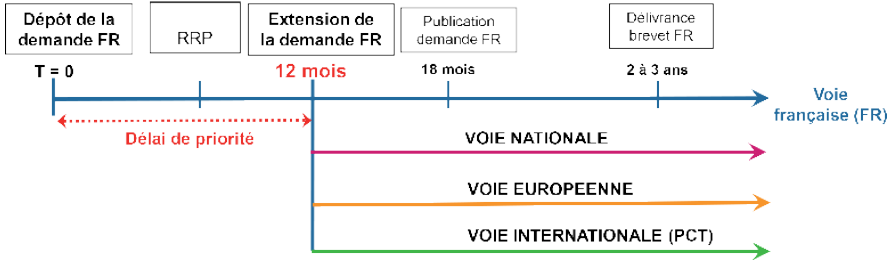 Dépôt de la
demande FR
RRP
Extension de
la demande FR
Publication
demande FR
Délivrance
brevet FR
T = 0
12 mois
18 mois
2 à 3 ans
Voie
française (FR)
Délai de priorité
VOIE NATIONALE
VOIE EUROPEENNE
VOIE INTERNATIONALE (PCT)